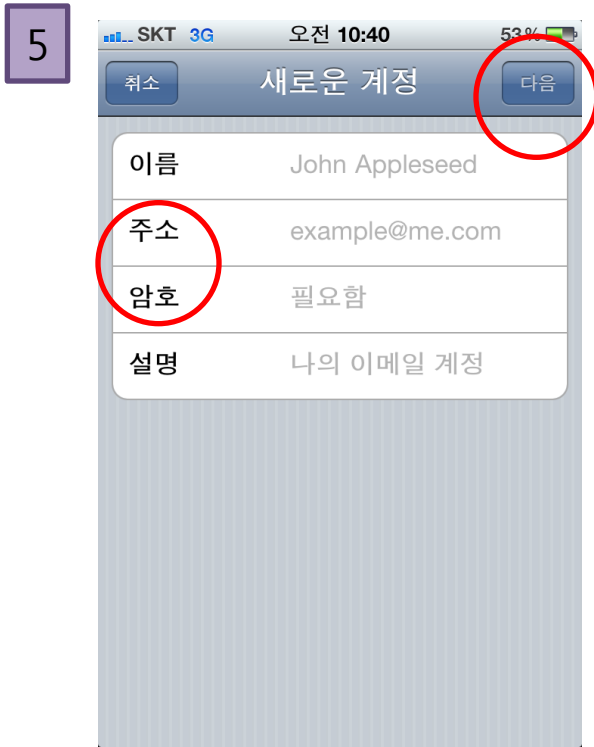 5
SKT 3G 오전 10:40 53%
취소 새로운 계정 다음
이름 John Appleseed
주소 example@me.com
암호 필요함
설명 나의 이메일 계정